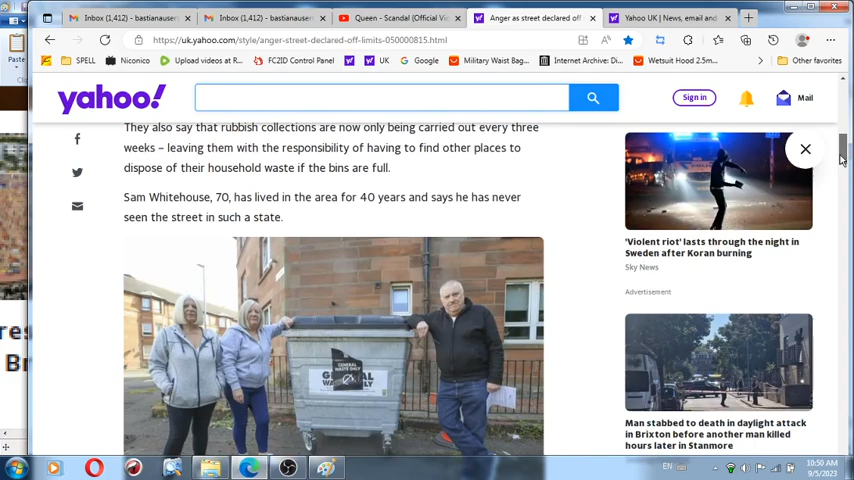 Inbox (1,412) - bastianauser
Inbox (1,412) - bastianauser
Queen - Scandal (Official Vi
Anger as street declared off
Yahoo UK | News, email and
https://uk.yahoo.com/style/anger-street-declared-off-limits-050000815.html
Paste
SPELL
Niconico
Upload videos at R...
FC2ID Control Panel
UK
Google
Military Waist Bag...
Internet Archive: Di...
Wetsuit Hood 2.5m...
Other favorites
yahoo!
Sign in
Mail
They also say that rubbish collections are now only being carried out every three
weeks – leaving them with the responsibility of having to find other places to
dispose of their household waste if the bins are full.
Sam Whitehouse, 70, has lived in the area for 40 years and says he has never
seen the street in such a state.
GENERAL
WASTE ONLY
'Violent riot' lasts through the night in
Sweden after Koran burning
Sky News
Advertisement
Man stabbed to death in daylight attack
in Brixton before another man killed
hours later in Stanmore
res
Br
EN
10:50 AM
9/5/2023